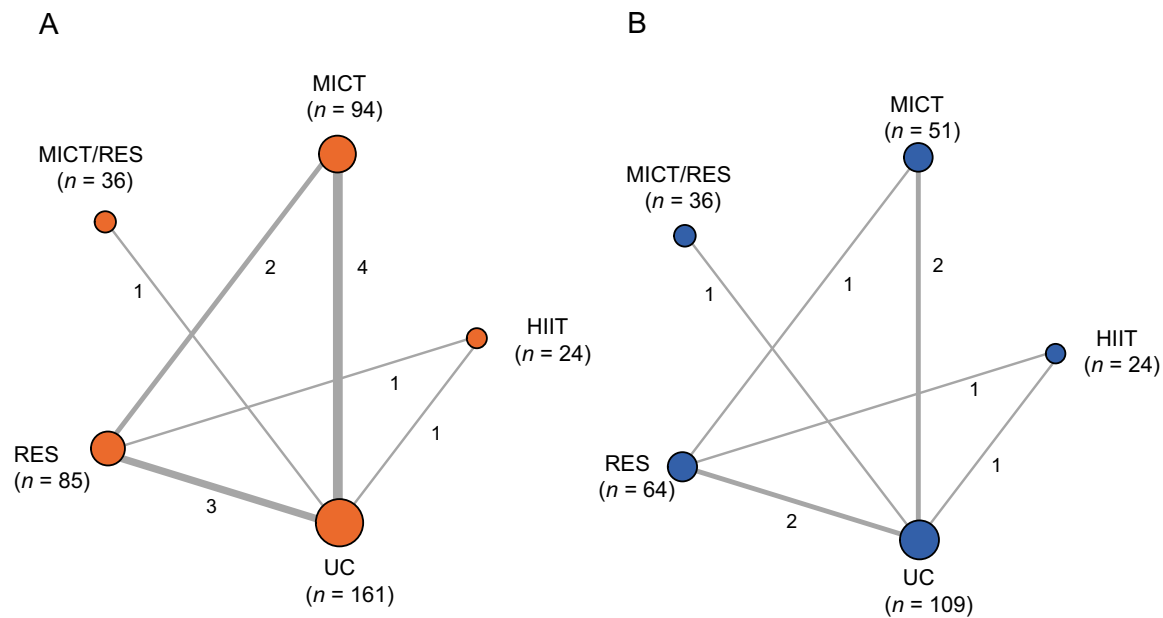 A
MICT
(n = 94)
MICT/RES
(n = 36)
2
4
1
HIIT
(n = 24)
1
1
RES
(n = 85)
3
UC
(n = 161)
B
MICT
(n = 51)
MICT/RES
(n = 36)
2
1
1
HIIT
(n = 24)
1
1
RES
(n = 64)
2
UC
(n = 109)